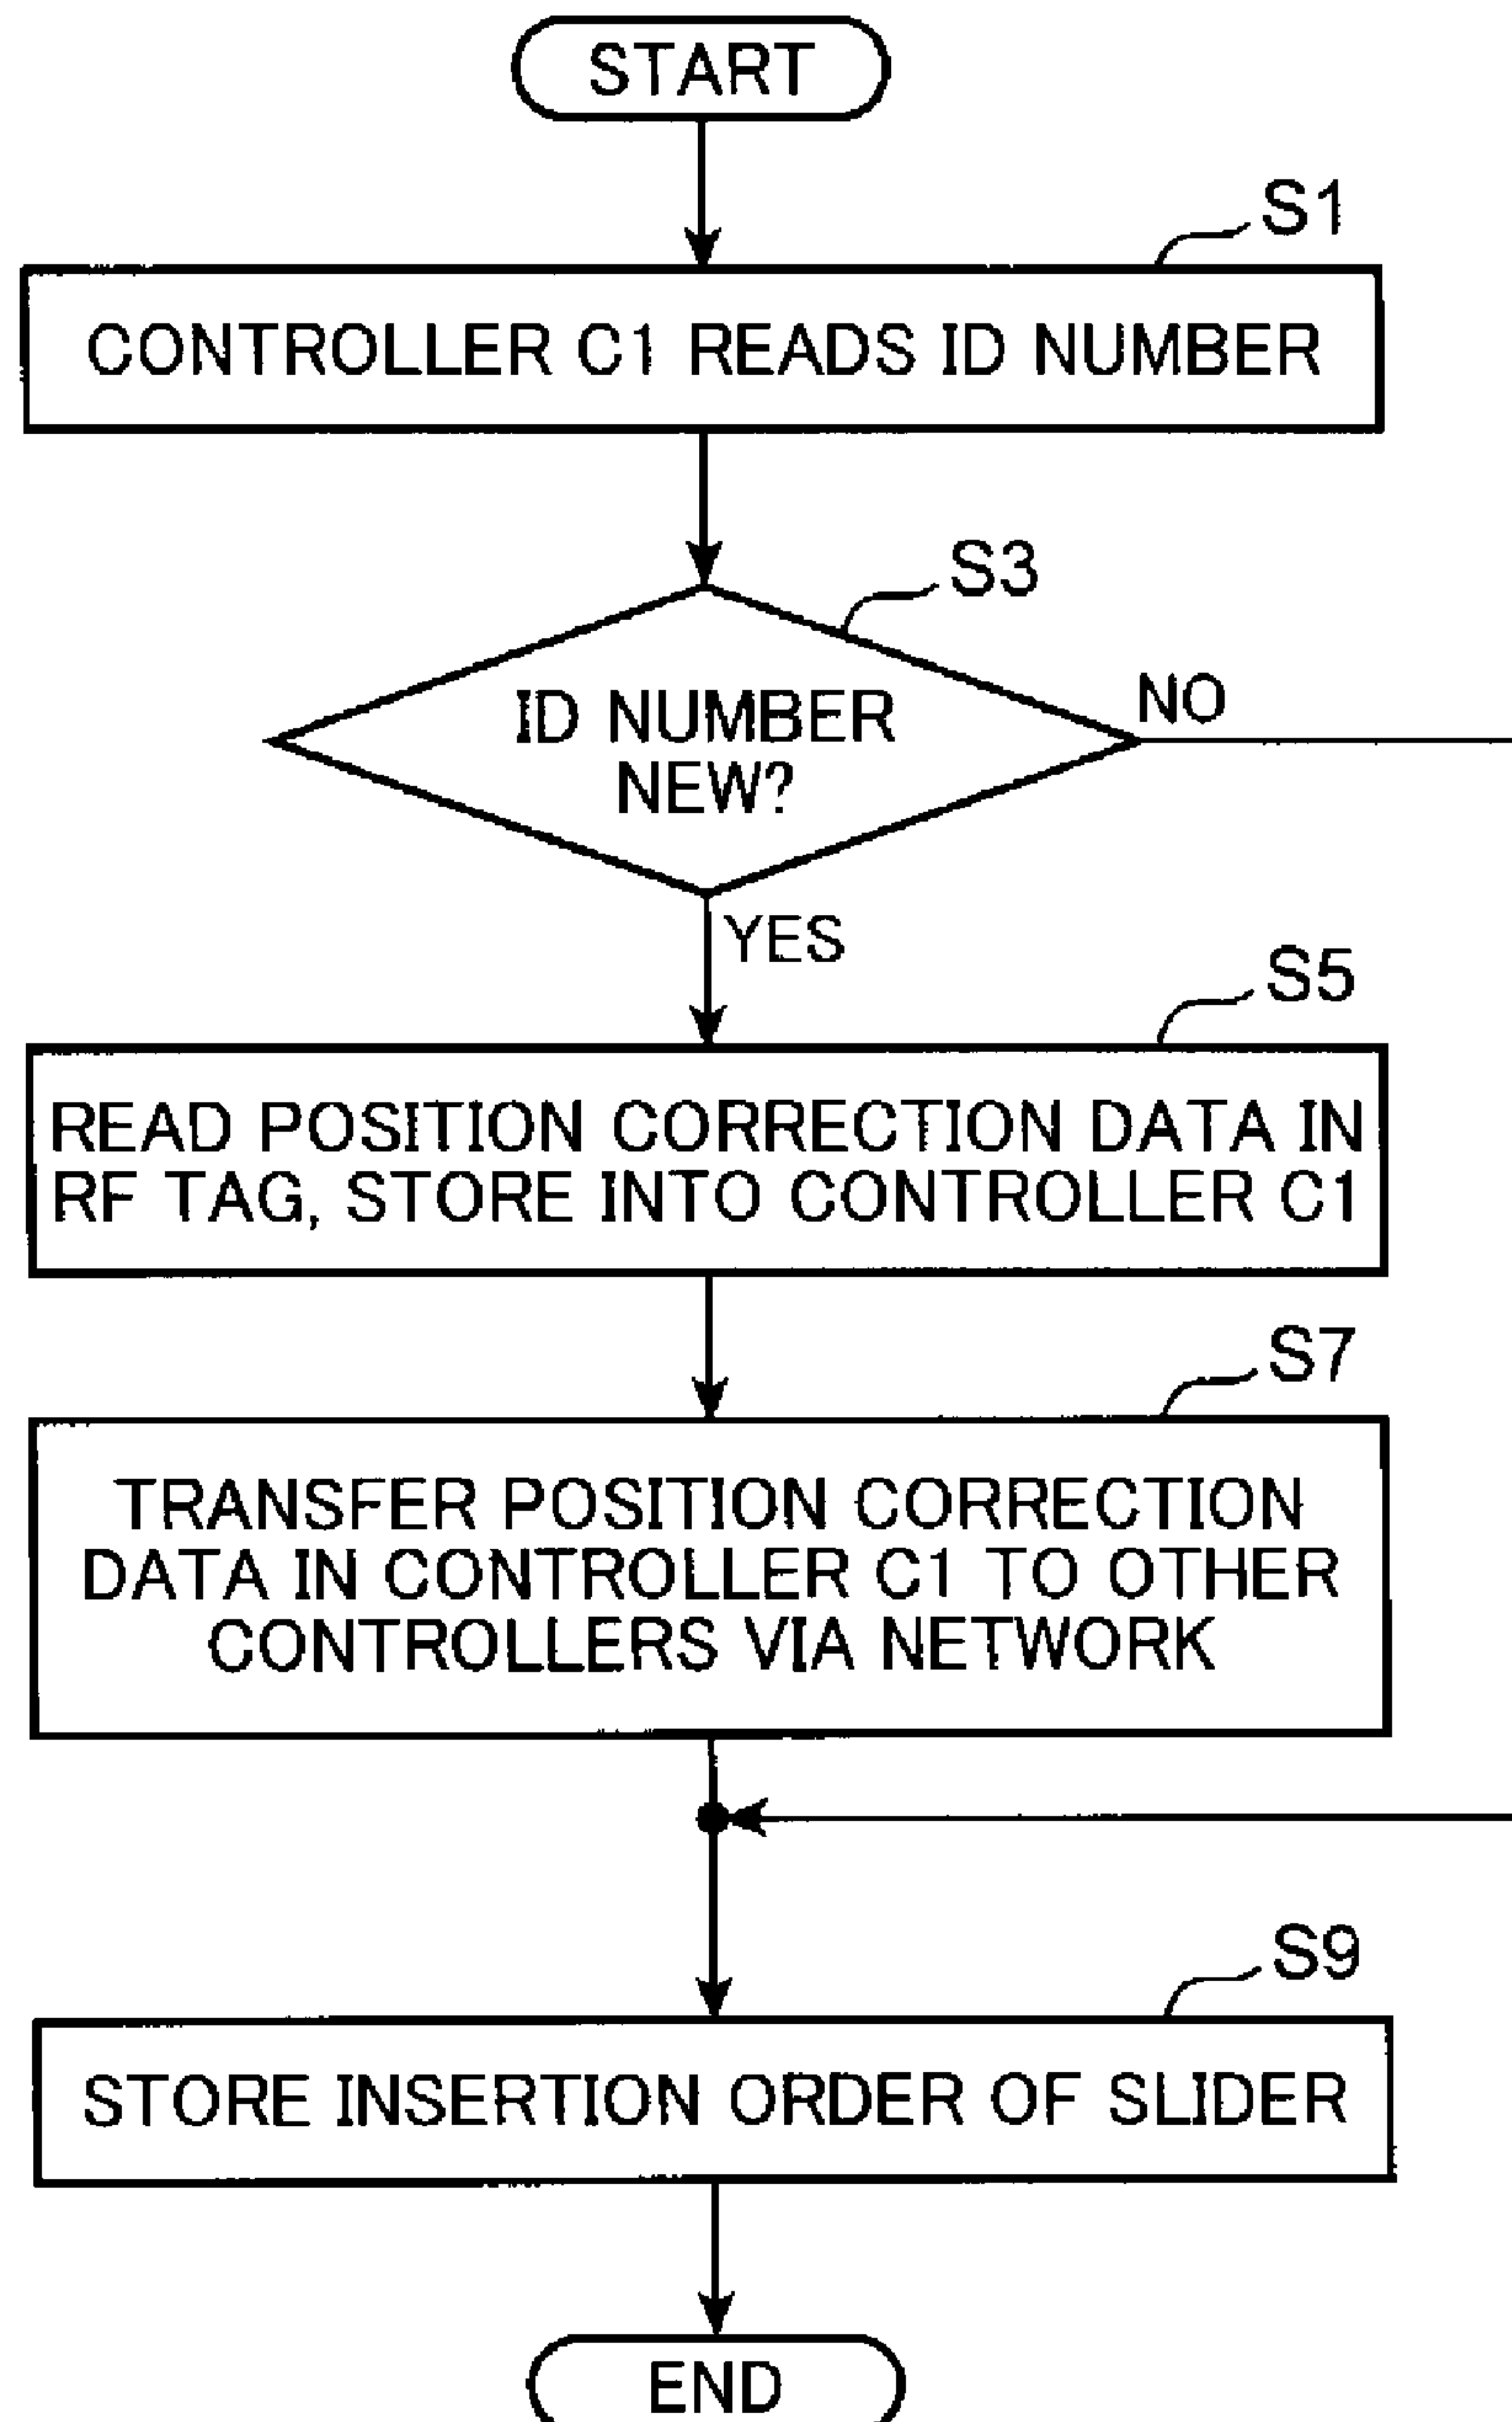 START
S1
CONTROLLER C1 READS ID NUMBER
S3
ID NUMBER
NEW?
NO
YES
S5
READ POSITION CORRECTION DATA IN
RF TAG, STORE INTO CONTROLLER C1
S7
TRANSFER POSITION CORRECTION
DATA IN CONTROLLER C1 TO OTHER
CONTROLLERS VIA NETWORK
S9
STORE INSERTION ORDER OF SLIDER
END